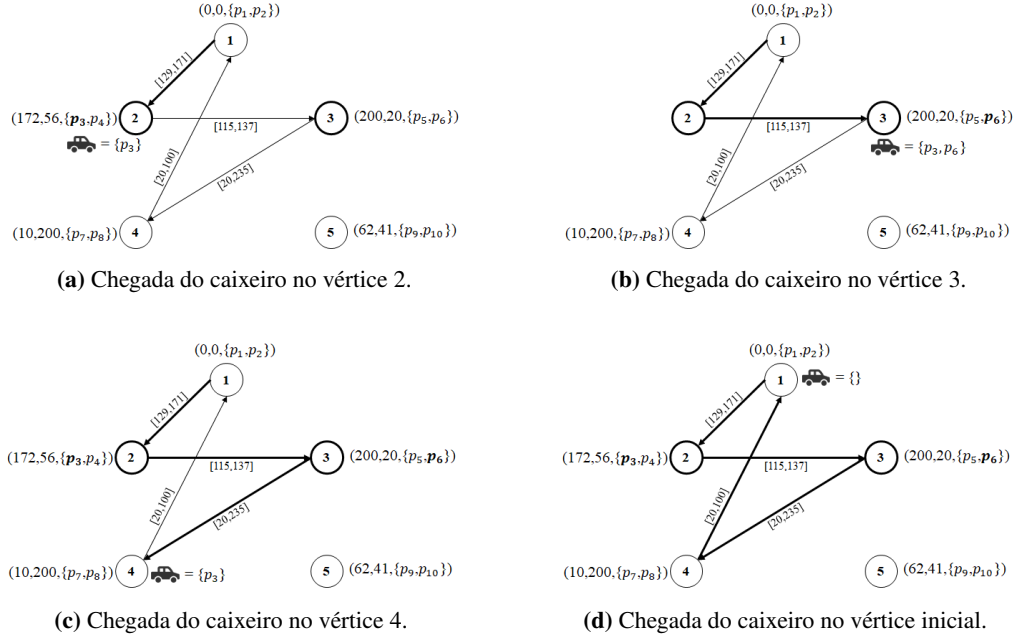 (0,0,{p₁,p₂})
1
[129,171]
(172,56,{p₃,p₄})
2
= {p₃}
[115,137]
3
(200,20,{p₅,p₆})
[20,100]
[20,235]
(10,200,{p₇,p₈})
4
5
(62,41,{p₉,p₁₀})
(a) Chegada do caixeiro no vértice 2.
(0,0,{p₁,p₂})
1
[129,171]
2
[115,137]
3
(200,20,{p₅,p₆})
= {p₃,p₆}
[20,100]
[20,235]
(10,200,{p₇,p₈})
4
5
(62,41,{p₉,p₁₀})
(b) Chegada do caixeiro no vértice 3.
(0,0,{p₁,p₂})
1
[129,171]
(172,56,{p₃,p₄})
2
[115,137]
3
(200,20,{p₅,p₆})
[20,100]
[20,235]
(10,200,{p₇,p₈})
4
= {p₃}
5
(62,41,{p₉,p₁₀})
(c) Chegada do caixeiro no vértice 4.
(0,0,{p₁,p₂})
1
= {}
[129,171]
(172,56,{p₃,p₄})
2
[115,137]
3
(200,20,{p₅,p₆})
[20,100]
[20,235]
(10,200,{p₇,p₈})
4
5
(62,41,{p₉,p₁₀})
(d) Chegada do caixeiro no vértice inicial.